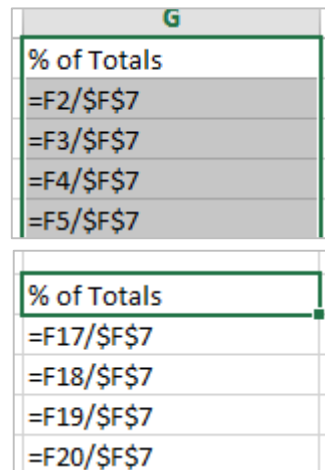 G
% of Totals
=F2/$F$7
=F3/$F$7
=F4/$F$7
=F5/$F$7
% of Totals
=F17/$F$7
=F18/$F$7
=F19/$F$7
=F20/$F$7